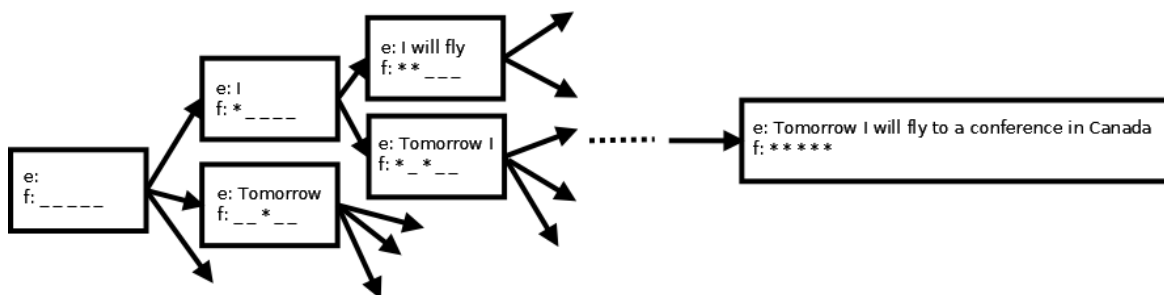 e:
f: _ _ _ _ _
e: I
f: * _ _ _ _
e: Tomorrow
f: _ _ * _ _
e: I will fly
f: * * _ _ _
e: Tomorrow I
f: * _ * _ _
e: Tomorrow I will fly to a conference in Canada
f: * * * * *